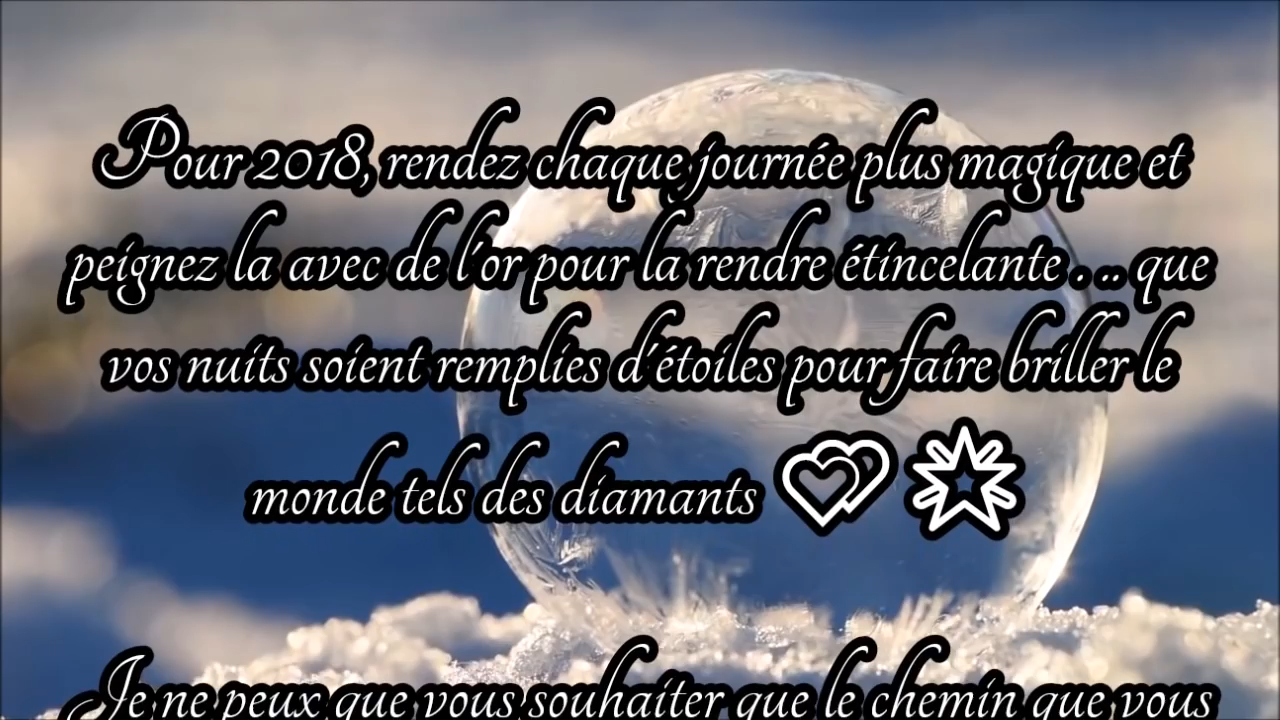 Pour 2018, rendez chaque journée plus magique et
peignez la avec de l'or pour la rendre étincelante . .. que
vos nuits soient remplies d'étoiles pour faire briller le
monde tels des diamants 💕 🌟
Je ne peux que vous souhaiter que le chemin que vous